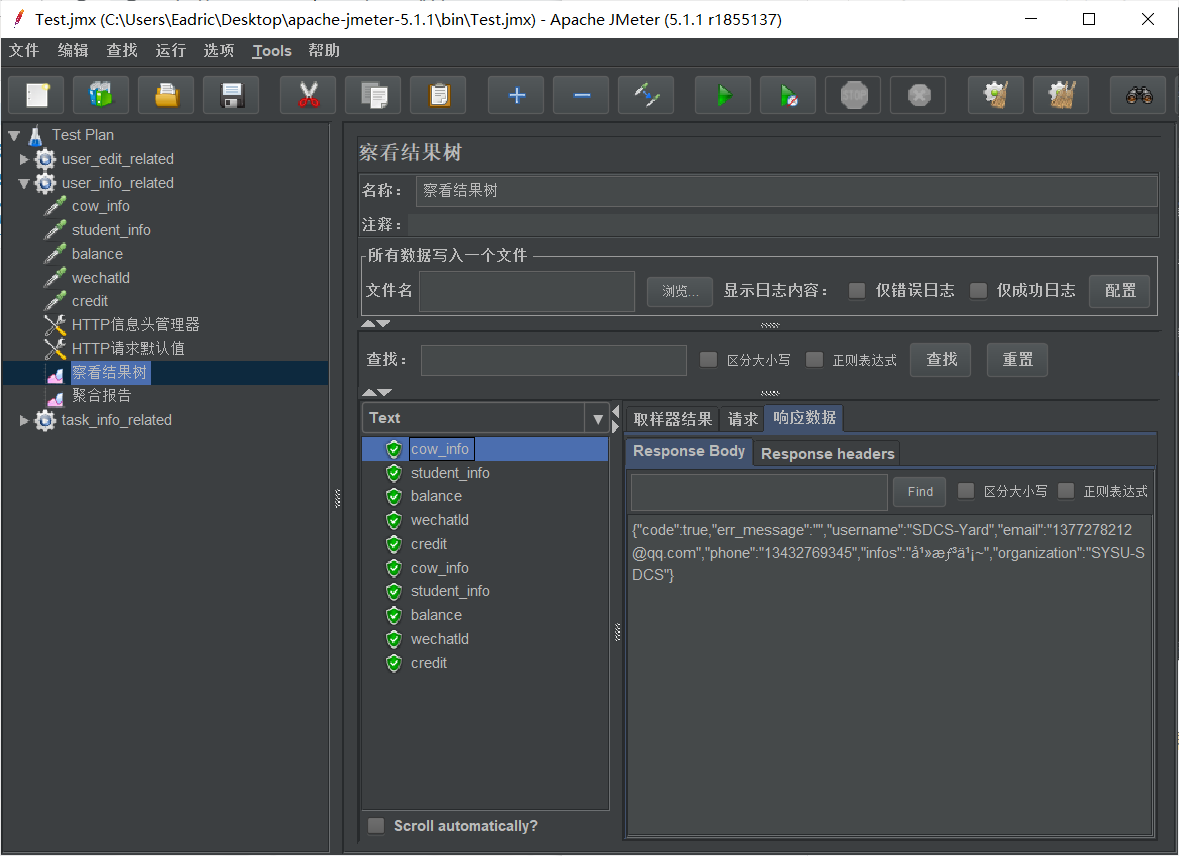 Test.jmx (C:\Users\Eadric\Desktop\apache-jmeter-5.1.1\bin\Test.jmx) - Apache JMeter (5.1.1 r1855137)
文件 编辑 查找 运行 选项 Tools 帮助
STOP
Test Plan
user_edit_related
user_info_related
cow_info
student_info
balance
wechatId
credit
HTTP信息头管理器
HTTP请求默认值
察看结果树
聚合报告
task_info_related
察看结果树
名称： 察看结果树
注释：
所有数据写入一个文件
文件名 浏览... 显示日志内容： 仅错误日志 仅成功日志 配置
查找： 区分大小写 正则表达式 查找 重置
Text
cow_info
student_info
balance
wechatId
credit
cow_info
student_info
balance
wechatId
credit
Scroll automatically?
取样器结果 请求 响应数据
Response Body Response headers
Find 区分大小写 正则表达式
{"code":true,"err_message":"","username":"SDCS-Yard","email":"1377278212
@qq.com","phone":"13432769345","infos":"å¹»æƒ³ä¹¡~","organization":"SYSU-S
DCS"}